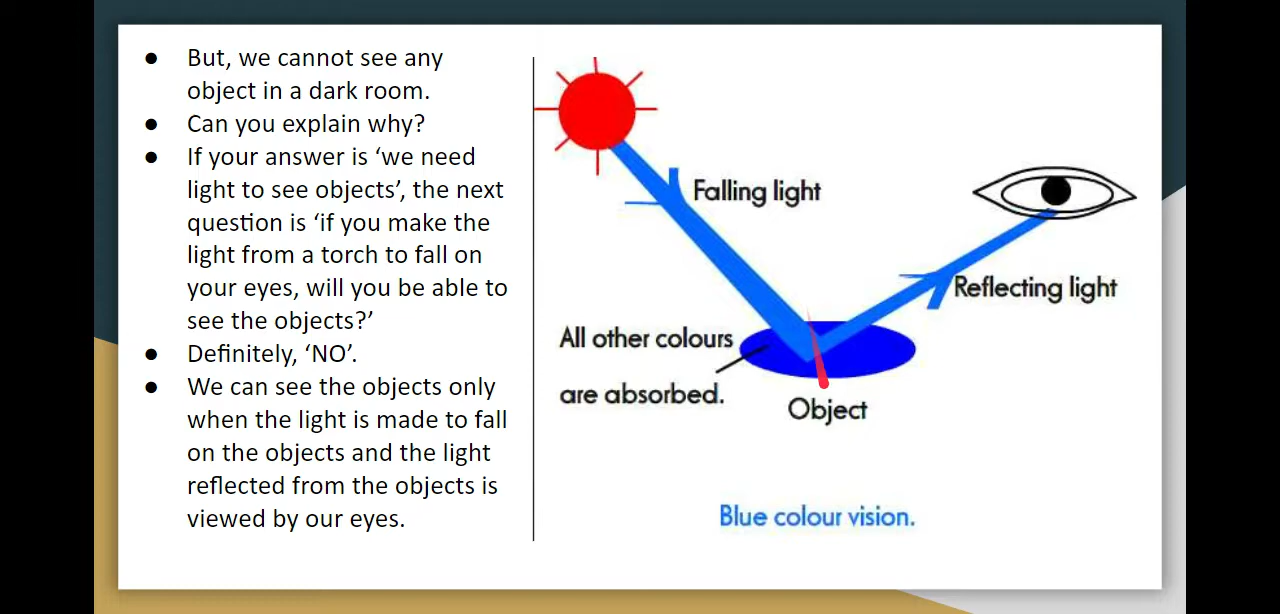 ● But, we cannot see any
object in a dark room.
● Can you explain why?
● If your answer is ‘we need
light to see objects’, the next
question is ‘if you make the
light from a torch to fall on
your eyes, will you be able to
see the objects?’
● Definitely, ‘NO’.
● We can see the objects only
when the light is made to fall
on the objects and the light
reflected from the objects is
viewed by our eyes.
Falling light
Reflecting light
All other colours
are absorbed.
Object
Blue colour vision.